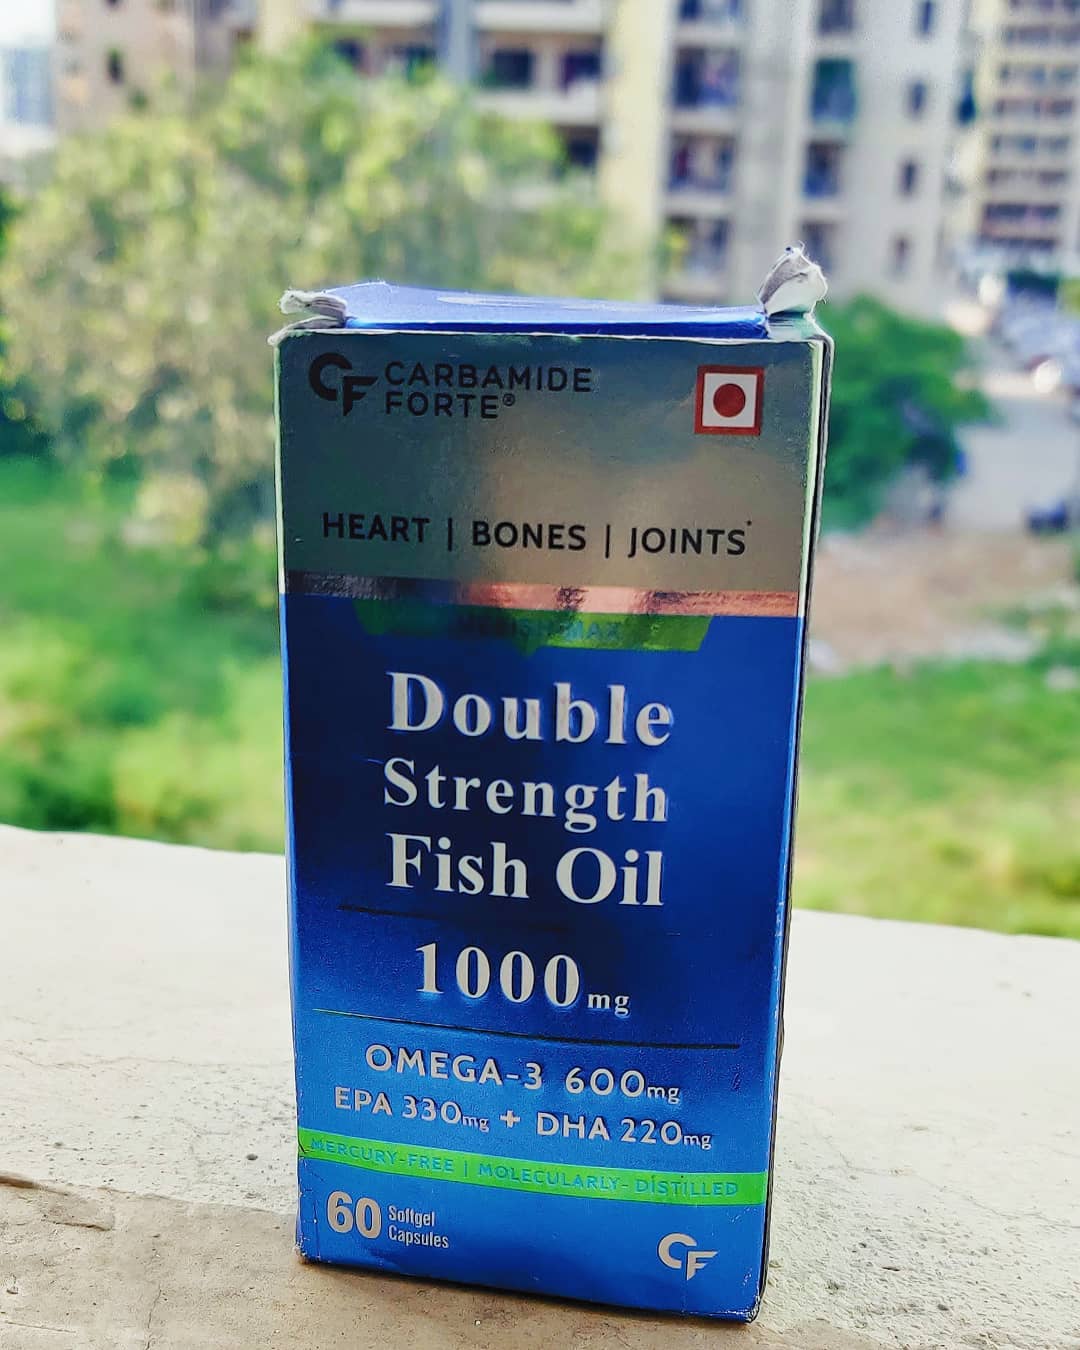 CF CARBAMIDE
FORTE®
HEART | BONES | JOINTS*
MAX
Double
Strength
Fish Oil
1000mg
OMEGA-3 600mg
EPA 330mg + DHA 220mg
MERCURY-FREE | MOLECULARLY-DISTILLED
60 Softgel
Capsules
CF